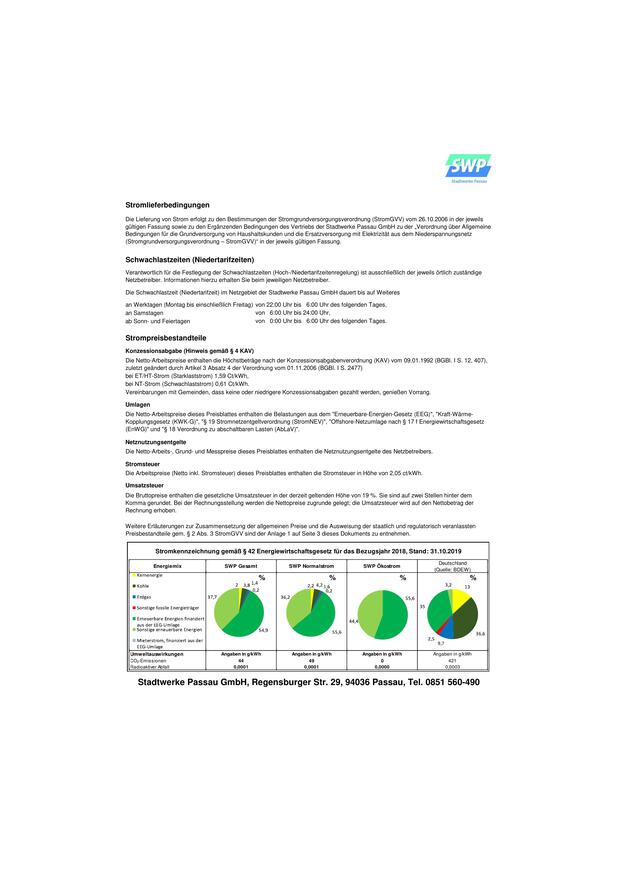 SWP
Stadtwerke Passau
Stromlieferbedingungen
Die Lieferung von Strom erfolgt zu den Bestimmungen der Stromgrundversorgungsverordnung (StromGVV) vom 26.10.2006 in der jeweils
gültigen Fassung sowie zu den Ergänzenden Bedingungen des Vertriebs der Stadtwerke Passau GmbH zu der „Verordnung über Allgemeine
Bedingungen für die Grundversorgung von Haushaltskunden und die Ersatzversorgung mit Elektrizität aus dem Niederspannungsnetz
(Stromgrundversorgungsverordnung – StromGVV)“ in der jeweils gültigen Fassung.
Schwachlastzeiten (Niedertarifzeiten)
Verantwortlich für die Festlegung der Schwachlastzeiten (Hoch-/Niedertarifzeitenregelung) ist ausschließlich der jeweils örtlich zuständige
Netzbetreiber. Informationen hierzu erhalten Sie beim jeweiligen Netzbetreiber.
Die Schwachlastzeit (Niedertarifzeit) im Netzgebiet der Stadtwerke Passau GmbH dauert bis auf Weiteres
an Werktagen (Montag bis einschließlich Freitag) von 22:00 Uhr bis 6:00 Uhr des folgenden Tages,
an Samstagen von 6:00 Uhr bis 24:00 Uhr,
ab Sonn- und Feiertagen von 0:00 Uhr bis 6:00 Uhr des folgenden Tages.
Strompreisbestandteile
Konzessionsabgabe (Hinweis gemäß § 4 KAV)
Die Netto-Arbeitspreise enthalten die Höchstbeträge nach der Konzessionsabgabenverordnung (KAV) vom 09.01.1992 (BGBl. I S. 12, 407),
zuletzt geändert durch Artikel 3 Absatz 4 der Verordnung vom 01.11.2006 (BGBl. I S. 2477)
bei ET/HT-Strom (Starklaststrom) 1,59 Ct/kWh,
bei NT-Strom (Schwachlaststrom) 0,61 Ct/kWh.
Vereinbarungen mit Gemeinden, dass keine oder niedrigere Konzessionsabgaben gezahlt werden, genießen Vorrang.
Umlagen
Die Netto-Arbeitspreise dieses Preisblattes enthalten die Belastungen aus dem "Erneuerbare-Energien-Gesetz (EEG)", "Kraft-Wärme-
Kopplungsgesetz (KWK-G)", "§ 19 Stromnetzentgeltverordnung (StromNEV)", "Offshore-Netzumlage nach § 17 f Energiewirtschaftsgesetz
(EnWG)" und "§ 18 Verordnung zu abschaltbaren Lasten (AbLaV)".
Netznutzungsentgelte
Die Netto-Arbeits-, Grund- und Messpreise dieses Preisblattes enthalten die Netznutzungsentgelte des Netzbetreibers.
Stromsteuer
Die Arbeitspreise (Netto inkl. Stromsteuer) dieses Preisblattes enthalten die Stromsteuer in Höhe von 2,05 ct/kWh.
Umsatzsteuer
Die Bruttopreise enthalten die gesetzliche Umsatzsteuer in der derzeit geltenden Höhe von 19 %. Sie sind auf zwei Stellen hinter dem
Komma gerundet. Bei der Rechnungsstellung werden die Nettopreise zugrunde gelegt; die Umsatzsteuer wird auf den Nettobetrag der
Rechnung erhoben.
Weitere Erläuterungen zur Zusammensetzung der allgemeinen Preise und die Ausweisung der staatlich und regulatorisch veranlassten
Preisbestandteile gem. § 2 Abs. 3 StromGVV sind der Anlage 1 auf Seite 3 dieses Dokuments zu entnehmen.
Stromkennzeichnung gemäß § 42 Energiewirtschaftsgesetz für das Bezugsjahr 2018, Stand: 31.10.2019
Energiemix SWP Gesamt SWP Normalstrom SWP Ökostrom Deutschland
(Quelle: BDEW)
Kernenergie
Kohle
Erdgas
Sonstige fossile Energieträger
Erneuerbare Energien finanziert
aus der EEG-Umlage
Sonstige erneuerbare Energien
Mieterstrom, finanziert aus der
EEG-Umlage
% 2 3,8 1,4 0,2 37,7 54,9
% 2,2 4,2 1,6 0,2 36,2 55,6
% 55,6 44,4
% 3,2 13 35 36,6 2,5 9,7
Umweltauswirkungen Angaben in g/kWh Angaben in g/kWh Angaben in g/kWh Angaben in g/kWh
CO₂-Emissionen 44 49 0 421
Radioaktiver Abfall 0,0001 0,0001 0,0000 0,0003
Stadtwerke Passau GmbH, Regensburger Str. 29, 94036 Passau, Tel. 0851 560-490